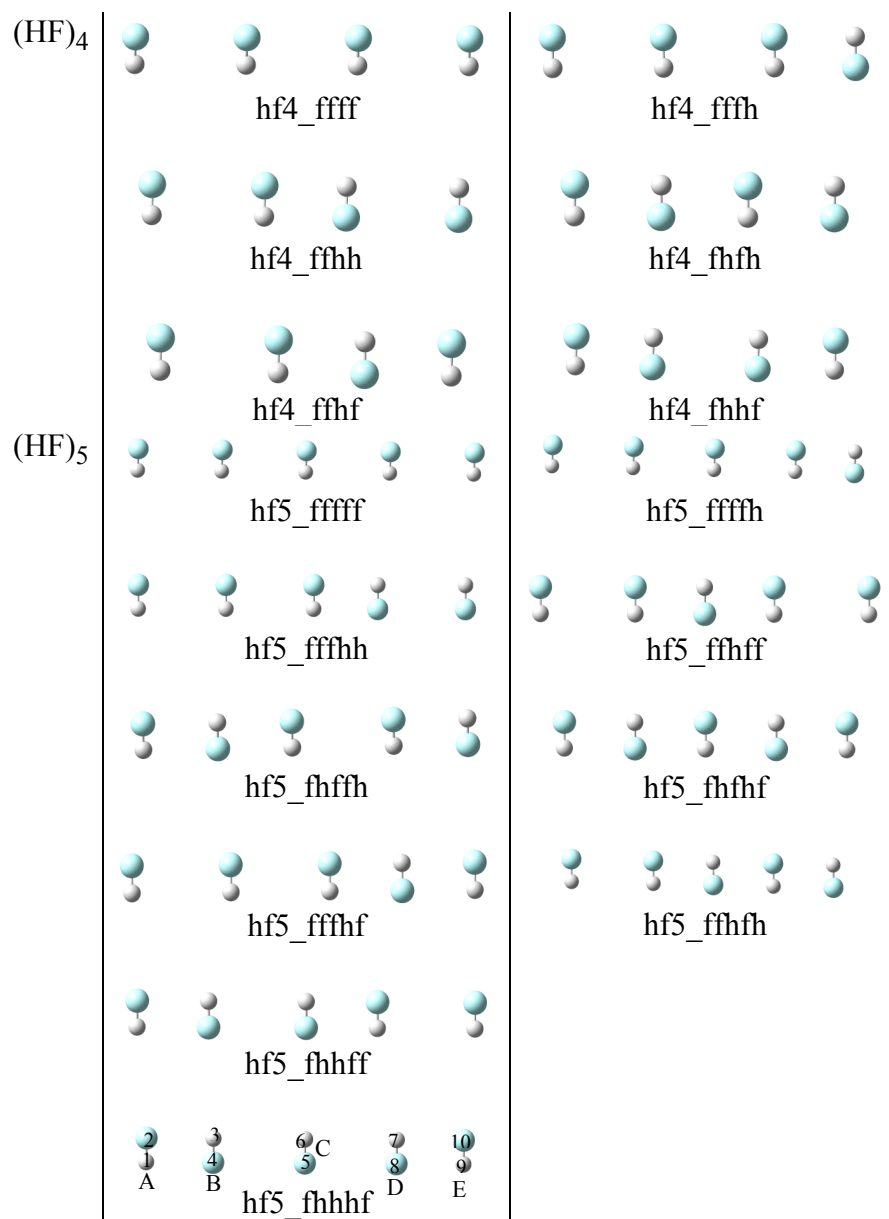 (HF)4
hf4_ffff hf4_fffh
hf4_ffhh hf4_fhfh
hf4_ffhf hf4_fhhf
(HF)5
hf5_fffff hf5_ffffh
hf5_fffhh hf5_ffhff
hf5_fhffh hf5_fhfhf
hf5_fffhf hf5_ffhfh
hf5_fhhff
2 3 6 C 7 10
1 4 5 8 9
A B D E
hf5_fhhhf